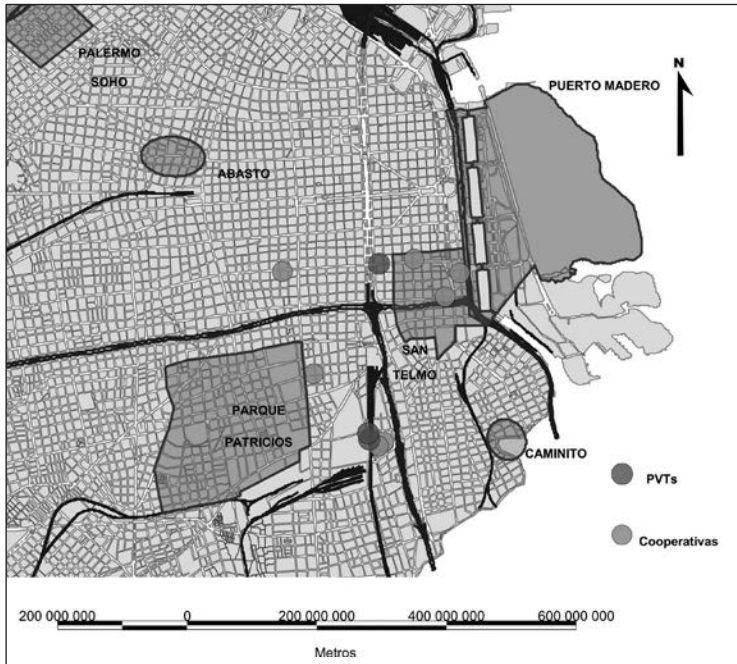 PALERMO
SOHO
N
PUERTO MADERO
ABASTO
SAN
TELMO
PARQUE
PATRICIOS
CAMINITO
PVTs
Cooperativas
200 000 000 0 200 000 000 400 000 000 600 000 000
Metros